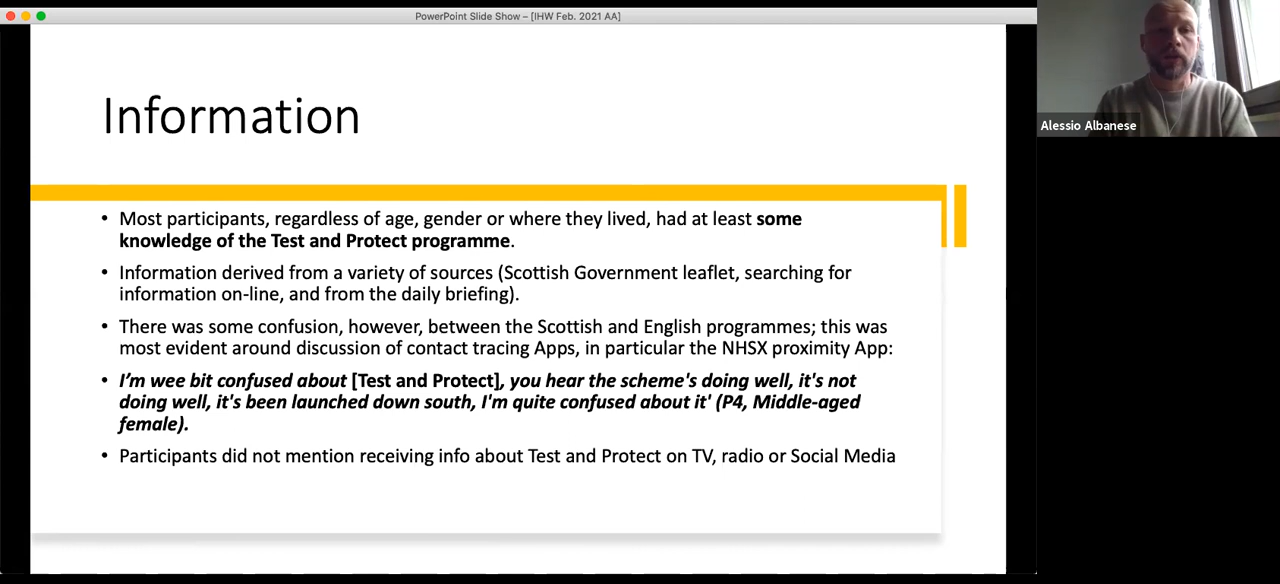 PowerPoint Slide Show – [IHW Feb. 2021 AA]
Information
• Most participants, regardless of age, gender or where they lived, had at least some
knowledge of the Test and Protect programme.
• Information derived from a variety of sources (Scottish Government leaflet, searching for
information on-line, and from the daily briefing).
• There was some confusion, however, between the Scottish and English programmes; this was
most evident around discussion of contact tracing Apps, in particular the NHSX proximity App:
• I’m wee bit confused about [Test and Protect], you hear the scheme's doing well, it's not
doing well, it's been launched down south, I'm quite confused about it' (P4, Middle-aged
female).
• Participants did not mention receiving info about Test and Protect on TV, radio or Social Media
Alessio Albanese